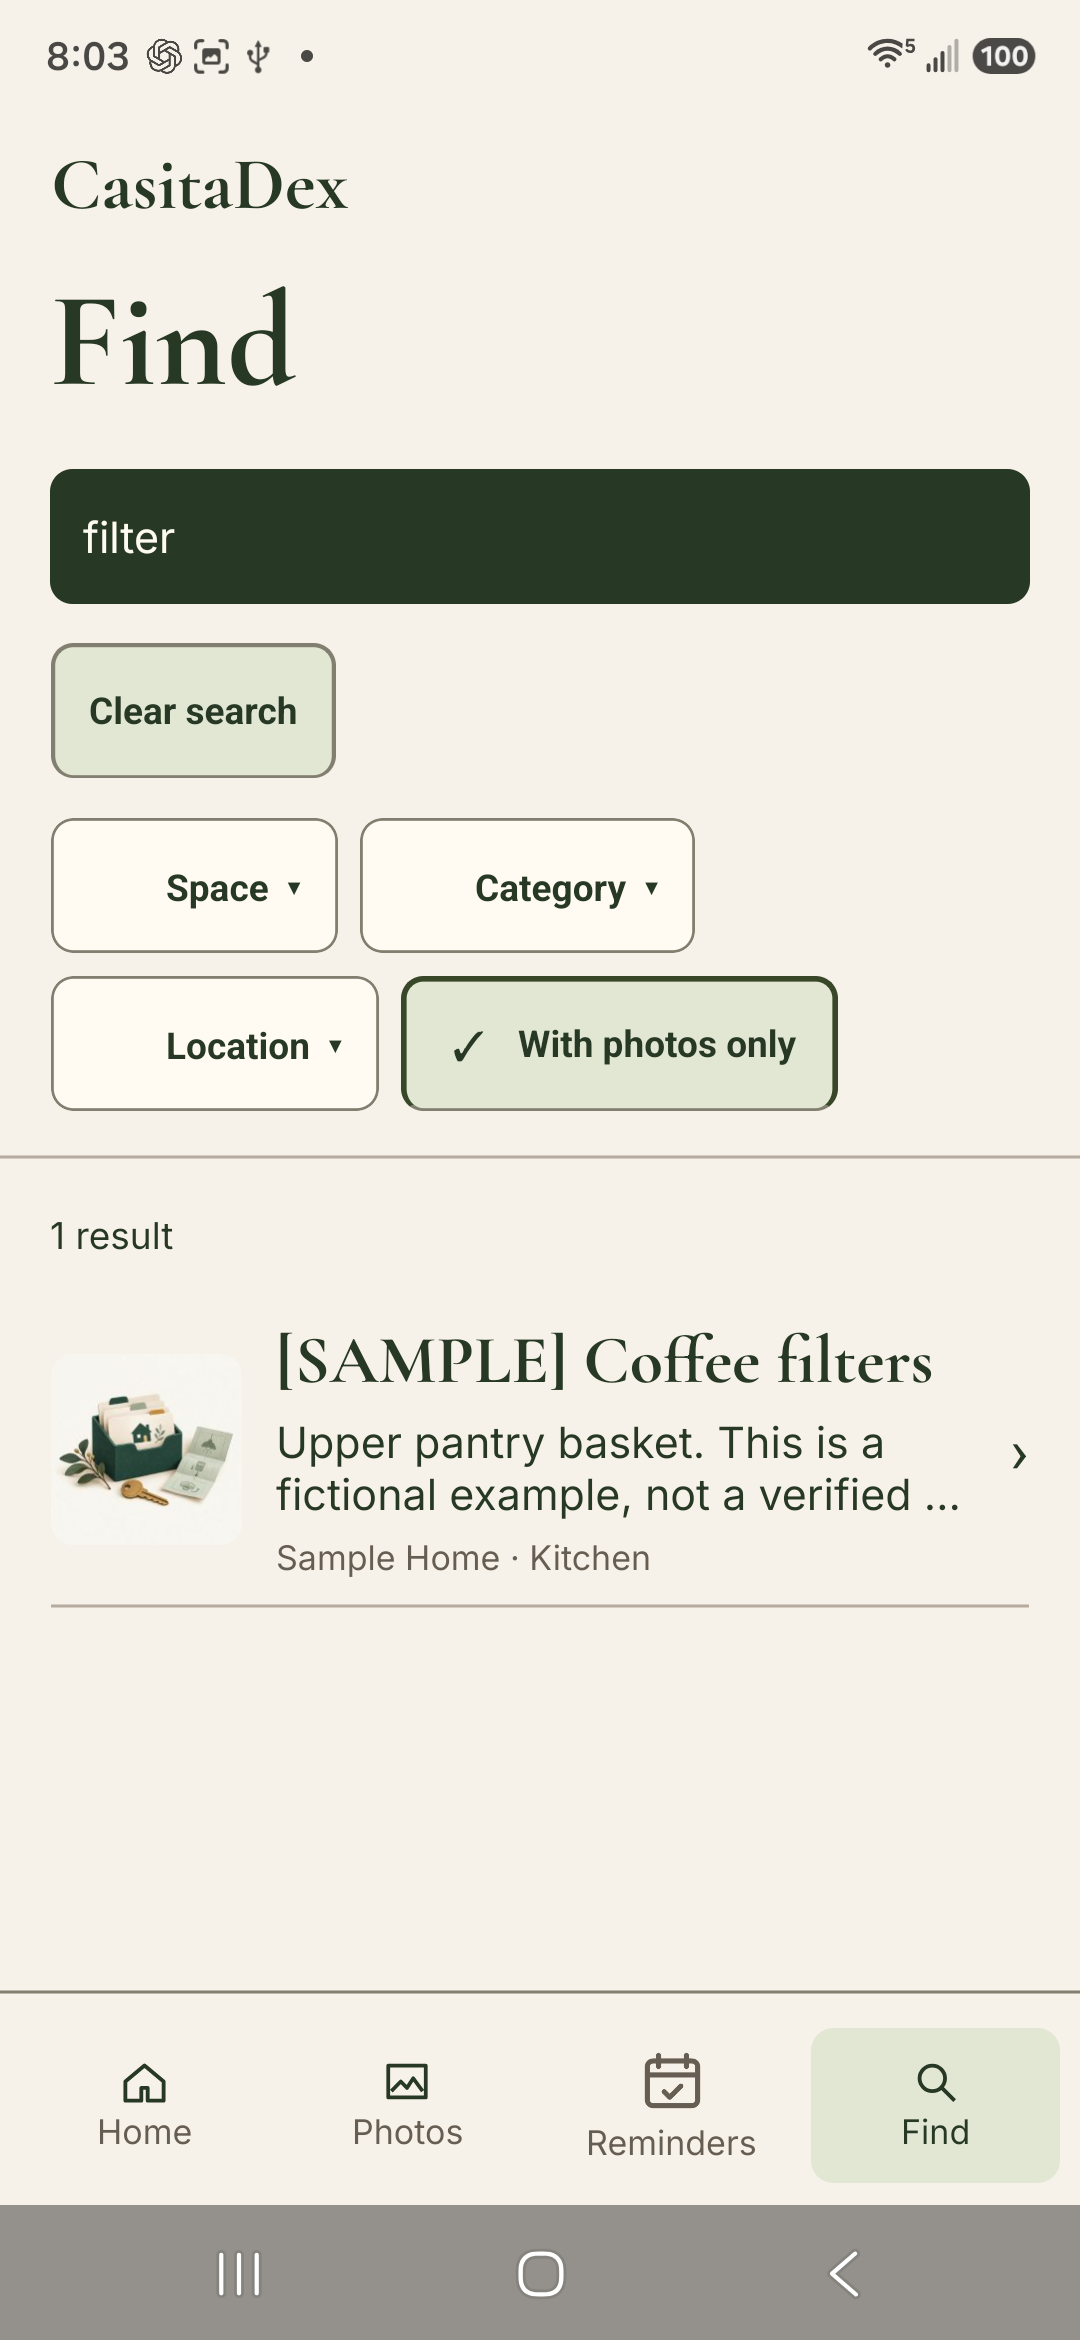 8:03
5
100
CasitaDex
Find
filter
Clear search
Space ▼
Category ▼
Location ▼
✓ With photos only
1 result
[SAMPLE] Coffee filters
Upper pantry basket. This is a
fictional example, not a verified ...
Sample Home · Kitchen
Home
Photos
Reminders
Find